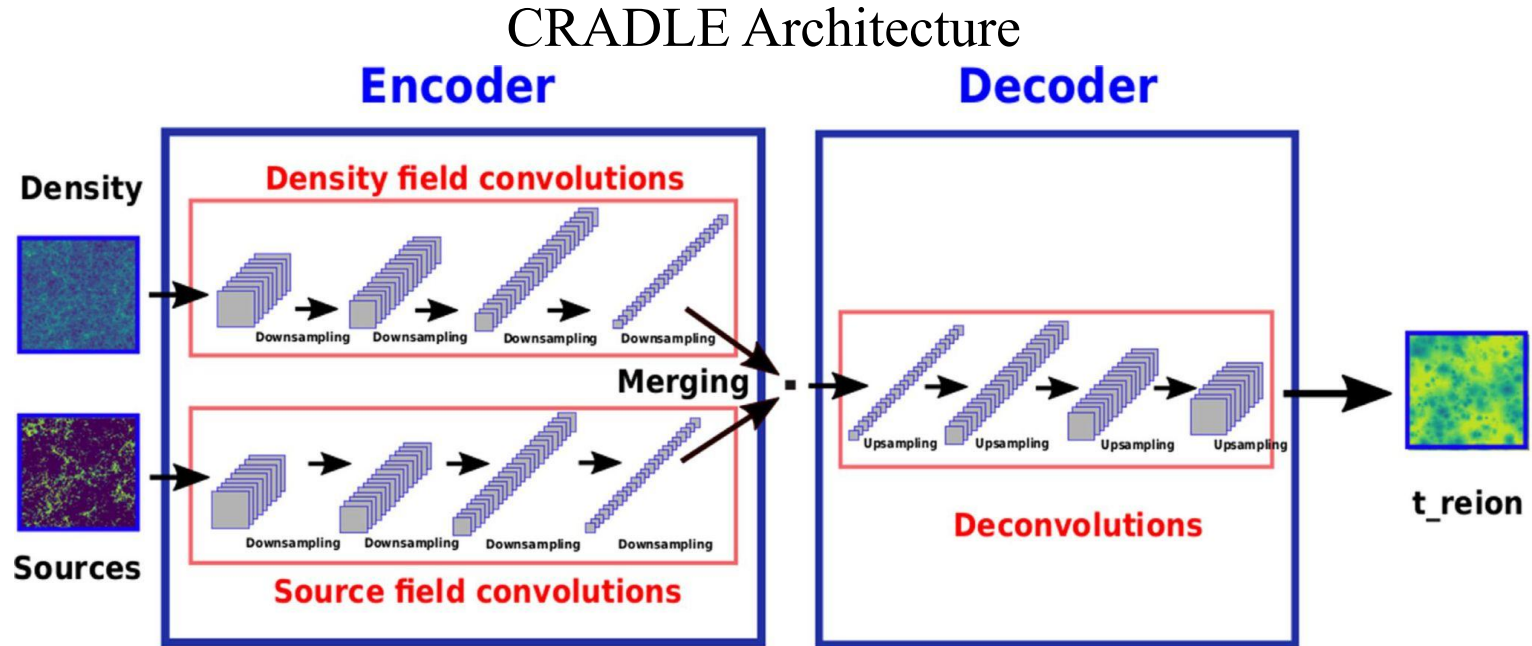 CRADLE Architecture
Encoder
Decoder
Density field convolutions
Density
Downsampling Downsampling Downsampling Downsampling
Merging
Upsampling Upsampling Upsampling Upsampling
Downsampling Downsampling Downsampling Downsampling
Sources
Source field convolutions
Deconvolutions
t_reion